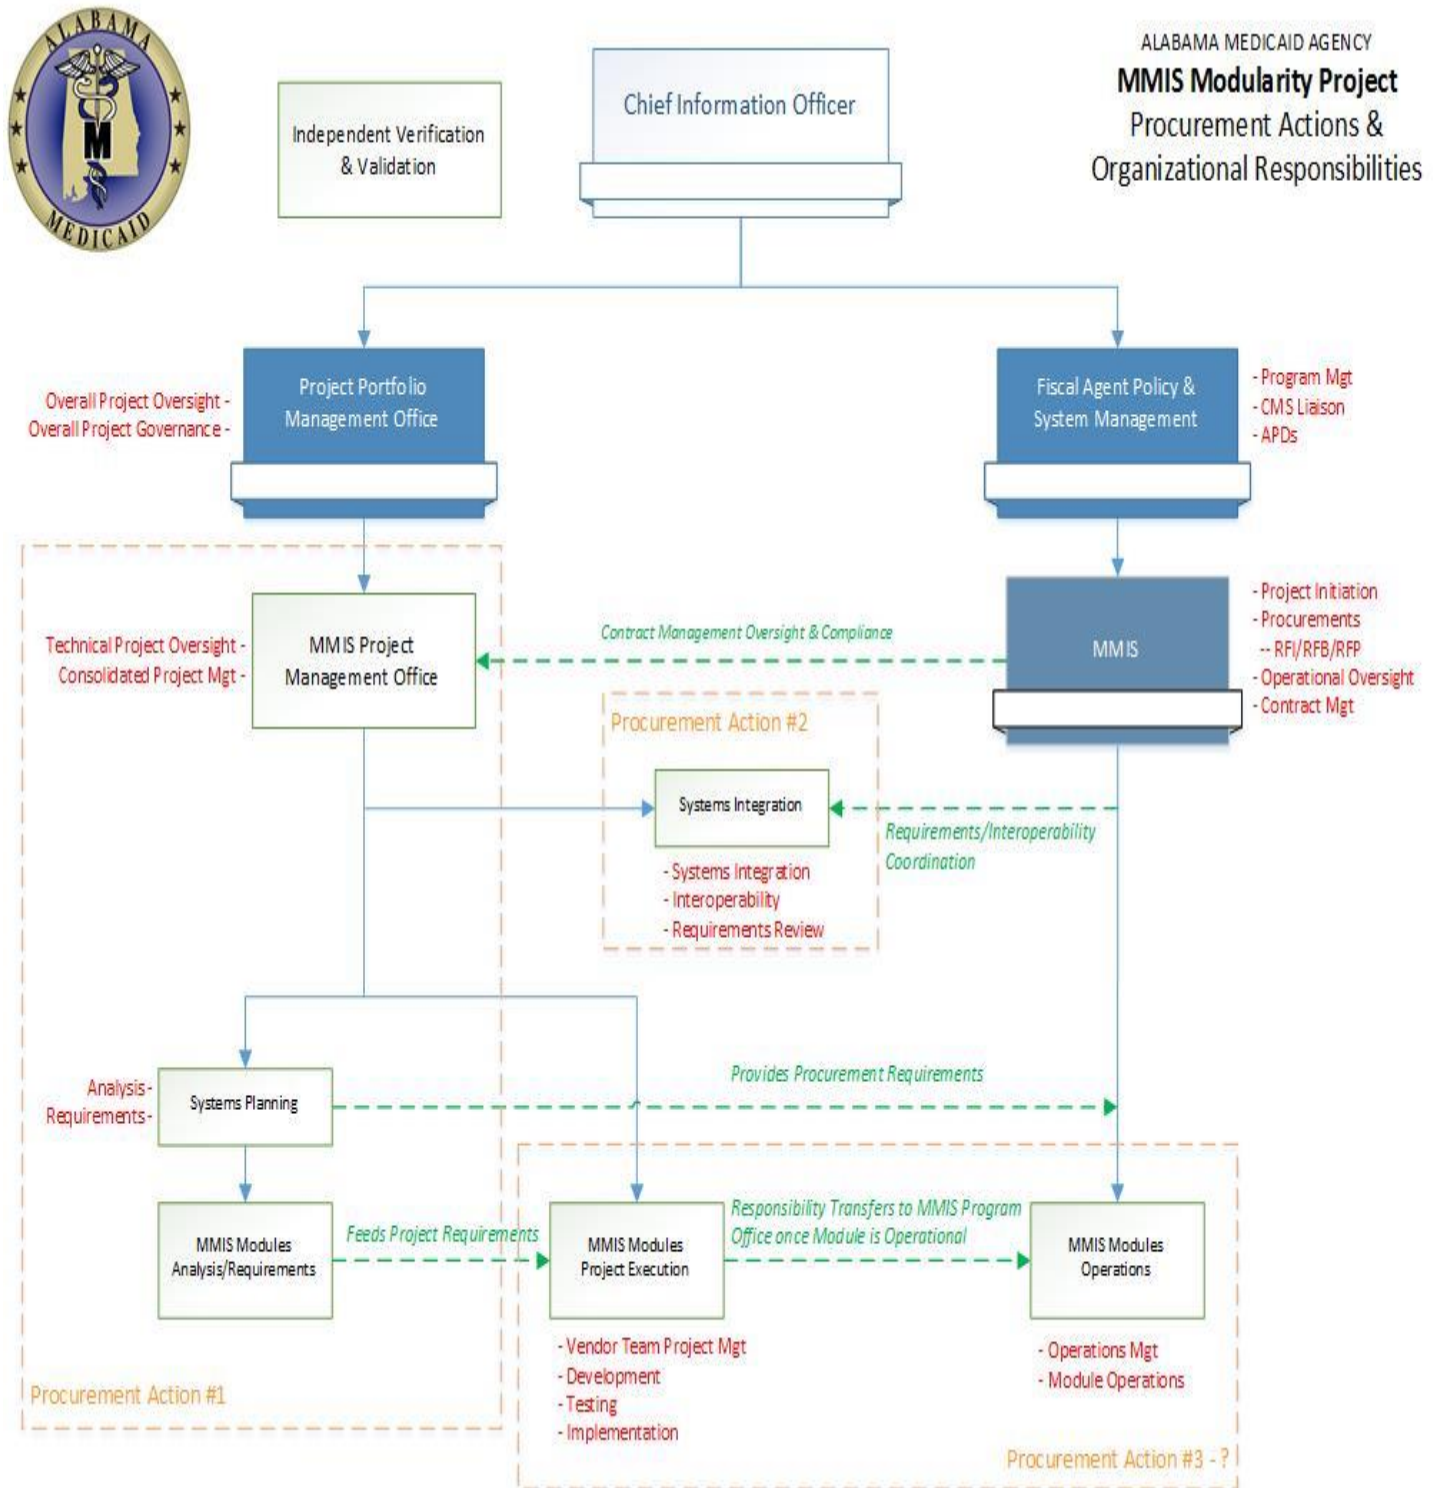 ALABAMA
M
MEDICAID
Independent Verification
& Validation
Chief Information Officer
ALABAMA MEDICAID AGENCY
MMIS Modularity Project
Procurement Actions &
Organizational Responsibilities
Overall Project Oversight -
Overall Project Governance -
Project Portfolio
Management Office
Fiscal Agent Policy &
System Management
- Program Mgt
- CMS Liaison
- APDs
Technical Project Oversight -
Consolidated Project Mgt -
MMIS Project
Management Office
Contract Management Oversight & Compliance
MMIS
- Project Initiation
- Procurements
-- RFI/RFB/RFP
- Operational Oversight
- Contract Mgt
Procurement Action #2
Systems Integration
- Systems Integration
- Interoperability
- Requirements Review
Requirements/Interoperability
Coordination
Analysis -
Requirements -
Systems Planning
Provides Procurement Requirements
MMIS Modules
Analysis/Requirements
Feeds Project Requirements
MMIS Modules
Project Execution
Responsibility Transfers to MMIS Program
Office once Module is Operational
MMIS Modules
Operations
- Vendor Team Project Mgt
- Development
- Testing
- Implementation
- Operations Mgt
- Module Operations
Procurement Action #1
Procurement Action #3 - ?